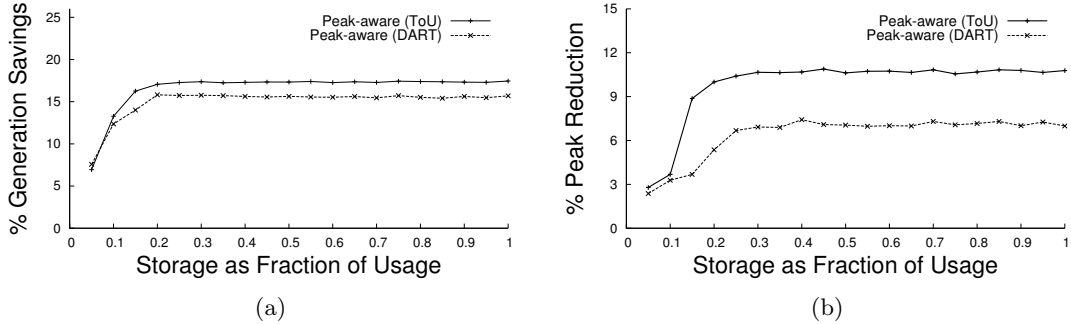 % Generation Savings
25
20
15
10
5
0
Peak-aware (ToU)
Peak-aware (DART)
0 0.1 0.2 0.3 0.4 0.5 0.6 0.7 0.8 0.9 1
Storage as Fraction of Usage
(a)
% Peak Reduction
15
12
9
6
3
0
Peak-aware (ToU)
Peak-aware (DART)
0 0.1 0.2 0.3 0.4 0.5 0.6 0.7 0.8 0.9 1
Storage as Fraction of Usage
(b)